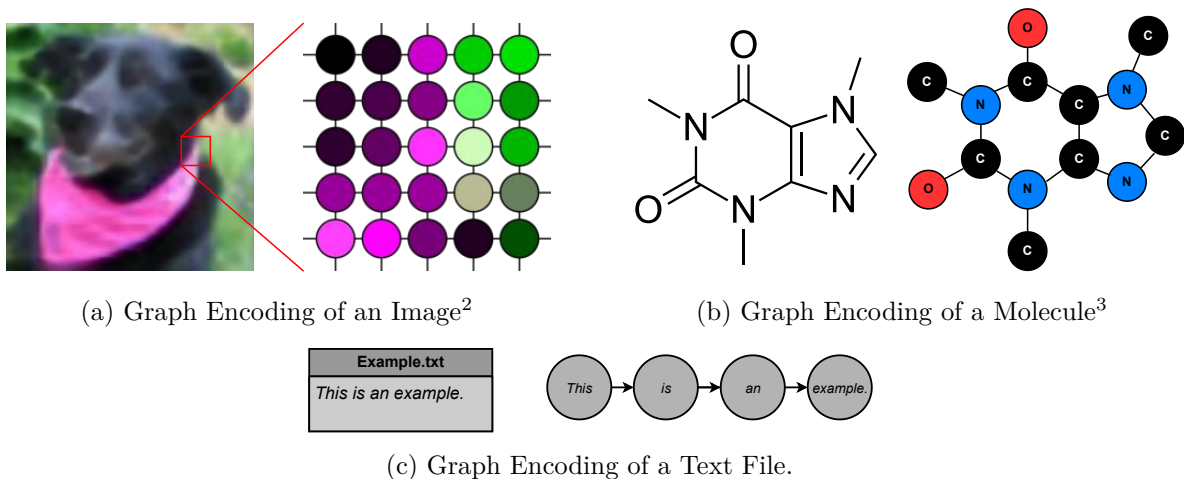 O
N
N
O
N
N
O
C
C
N
N
C
C
C
C
C
O
N
N
C
(a) Graph Encoding of an Image²
(b) Graph Encoding of a Molecule³
Example.txt
This is an example.
This
is
an
example.
(c) Graph Encoding of a Text File.